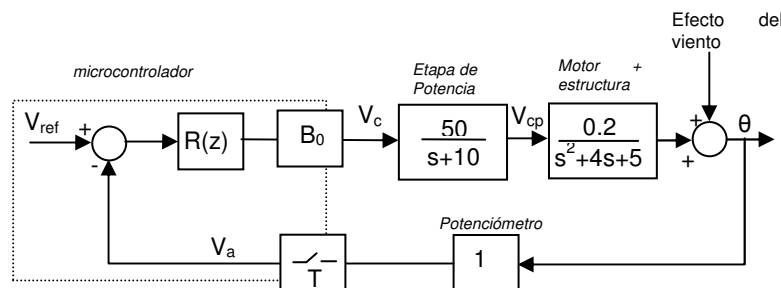 Efecto del
viento
microcontrolador
Etapa de
Potencia
Motor +
estructura
V_ref
+
-
R(z)
B_0
V_c
50
s+10
V_cp
0.2
s^2+4s+5
+
+
θ
V_a
T
Potenciómetro
1